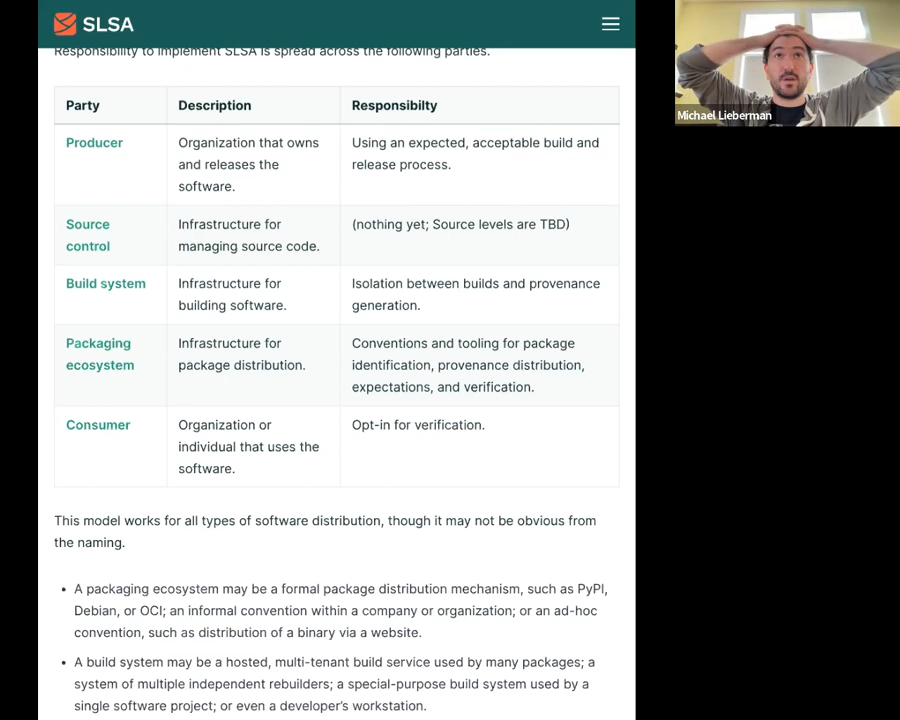 SLSA
Responsibility to implement SLSA is spread across the following parties.
Party
Description
Responsibilty
Producer
Organization that owns
and releases the
software.
Using an expected, acceptable build and
release process.
Source
control
Infrastructure for
managing source code.
(nothing yet; Source levels are TBD)
Build system
Infrastructure for
building software.
Isolation between builds and provenance
generation.
Packaging
ecosystem
Infrastructure for
package distribution.
Conventions and tooling for package
identification, provenance distribution,
expectations, and verification.
Consumer
Organization or
individual that uses the
software.
Opt-in for verification.
This model works for all types of software distribution, though it may not be obvious from
the naming.
• A packaging ecosystem may be a formal package distribution mechanism, such as PyPI,
Debian, or OCI; an informal convention within a company or organization; or an ad-hoc
convention, such as distribution of a binary via a website.
• A build system may be a hosted, multi-tenant build service used by many packages; a
system of multiple independent rebuilders; a special-purpose build system used by a
single software project; or even a developer's workstation.
Michael Lieberman